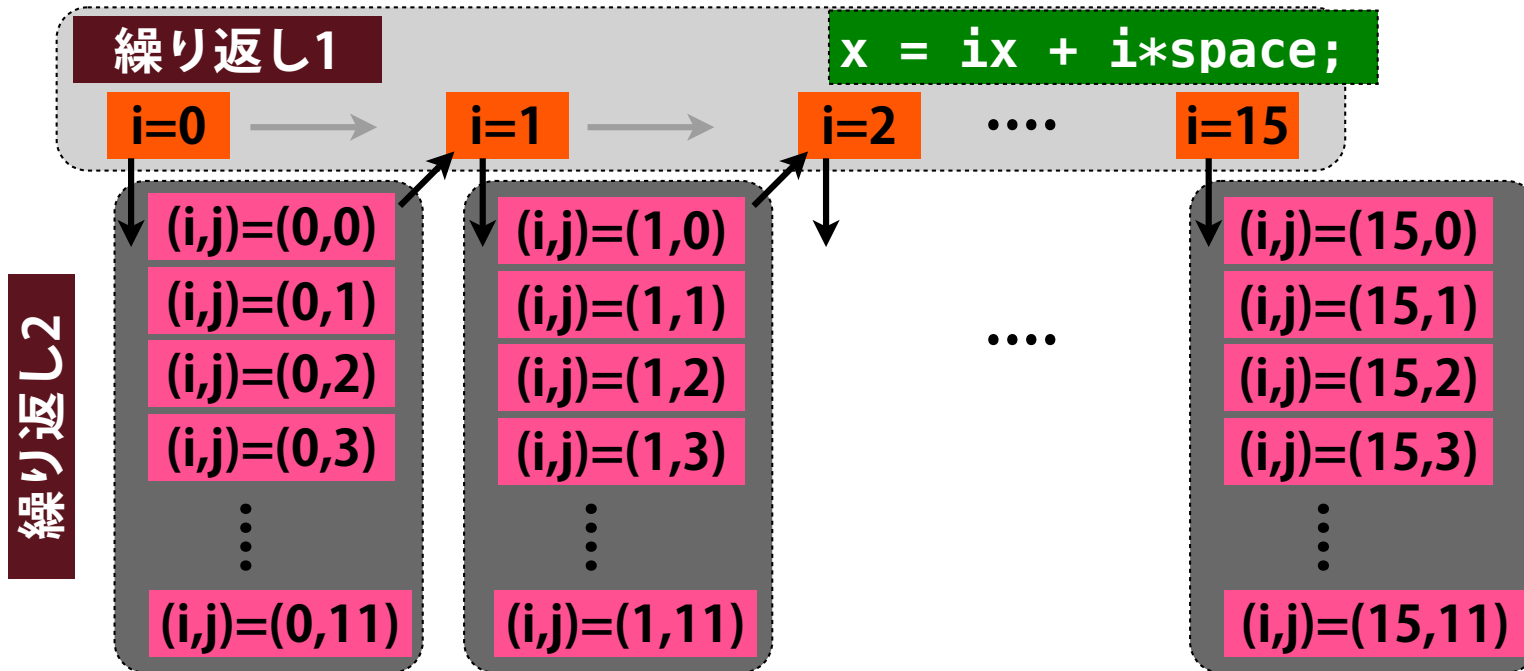 繰り返し1
x = ix + i*space;
i=0
i=1
i=2
••••
i=15
繰り返し2
(i,j)=(0,0)
(i,j)=(0,1)
(i,j)=(0,2)
(i,j)=(0,3)
(i,j)=(0,11)
(i,j)=(1,0)
(i,j)=(1,1)
(i,j)=(1,2)
(i,j)=(1,3)
(i,j)=(1,11)
••••
(i,j)=(15,0)
(i,j)=(15,1)
(i,j)=(15,2)
(i,j)=(15,3)
(i,j)=(15,11)